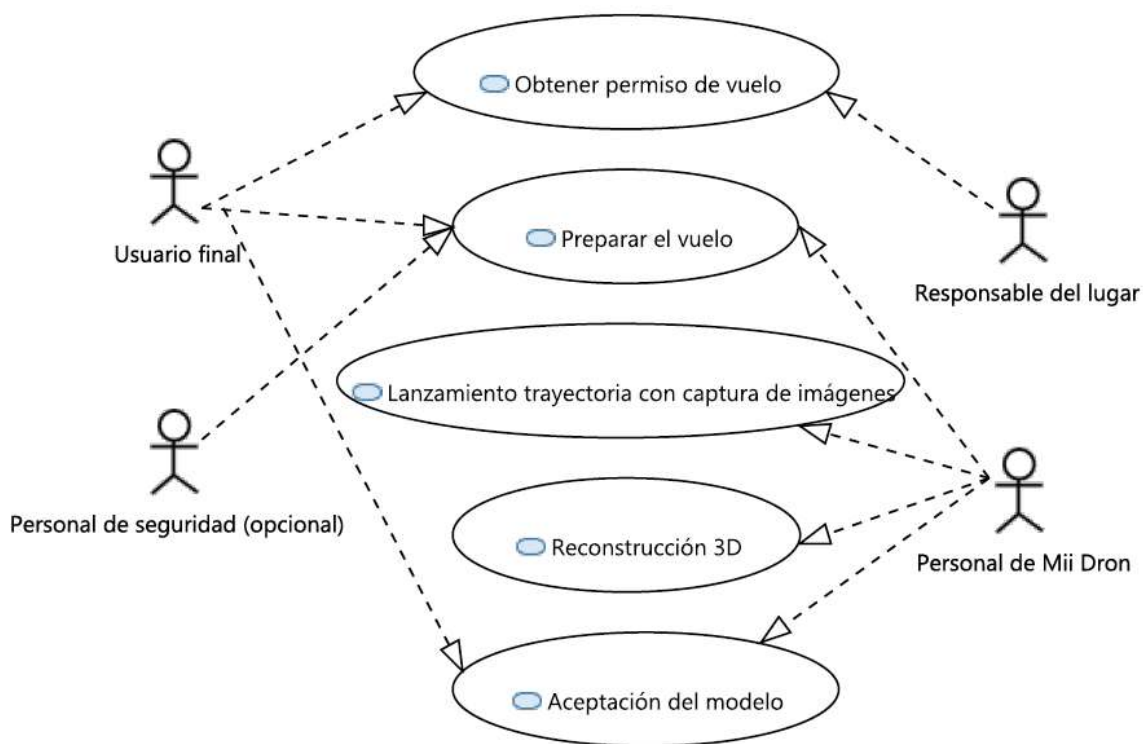 Obtener permiso de vuelo
Usuario final
Preparar el vuelo
Responsable del lugar
Lanzamiento trayectoria con captura de imágenes
Personal de seguridad (opcional)
Reconstrucción 3D
Personal de Mii Dron
Aceptación del modelo